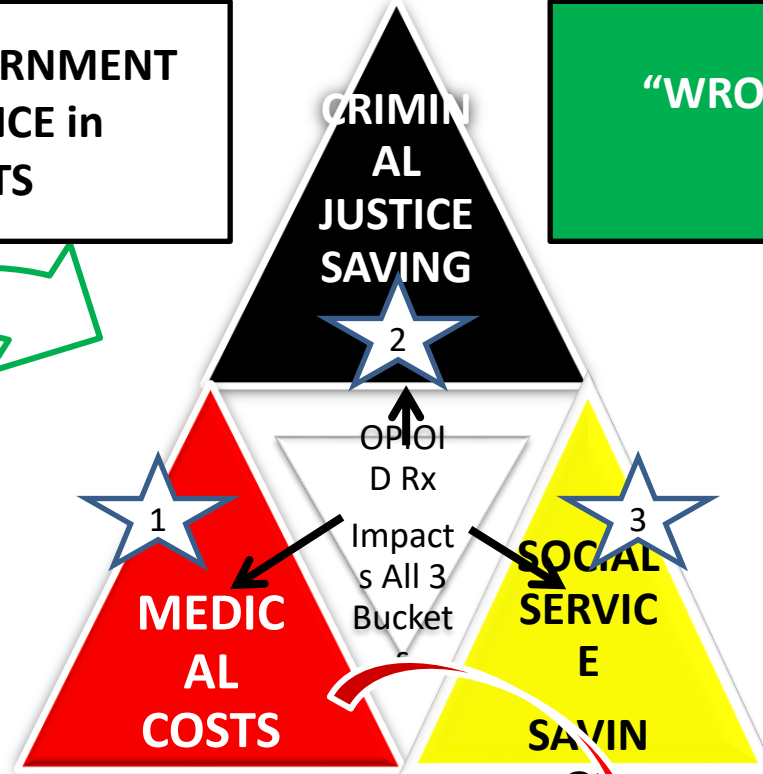 RNMENT
ICE in
TS
“WRO
CRIMIN
AL
JUSTICE
SAVING
2
OPIOI
D Rx
Impact
s All 3
Bucket
s
1
3
MEDIC
AL
COSTS
SOCIAL
SERVIC
E
SAVIN